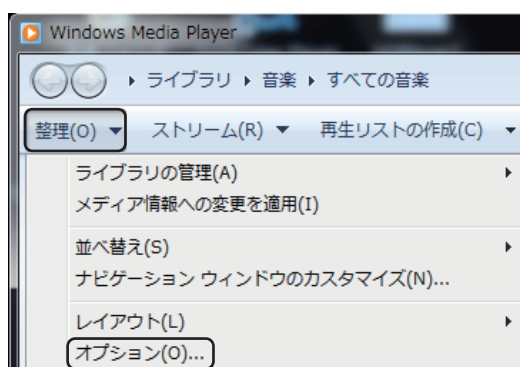 Windows Media Player
ライブラリ 音楽 すべての音楽
整理(O) ストリーム(R) 再生リストの作成(C)
ライブラリの管理(A)
メディア情報への変更を適用(I)
並べ替え(S)
ナビゲーション ウィンドウのカスタマイズ(N)...
レイアウト(L)
オプション(O)...